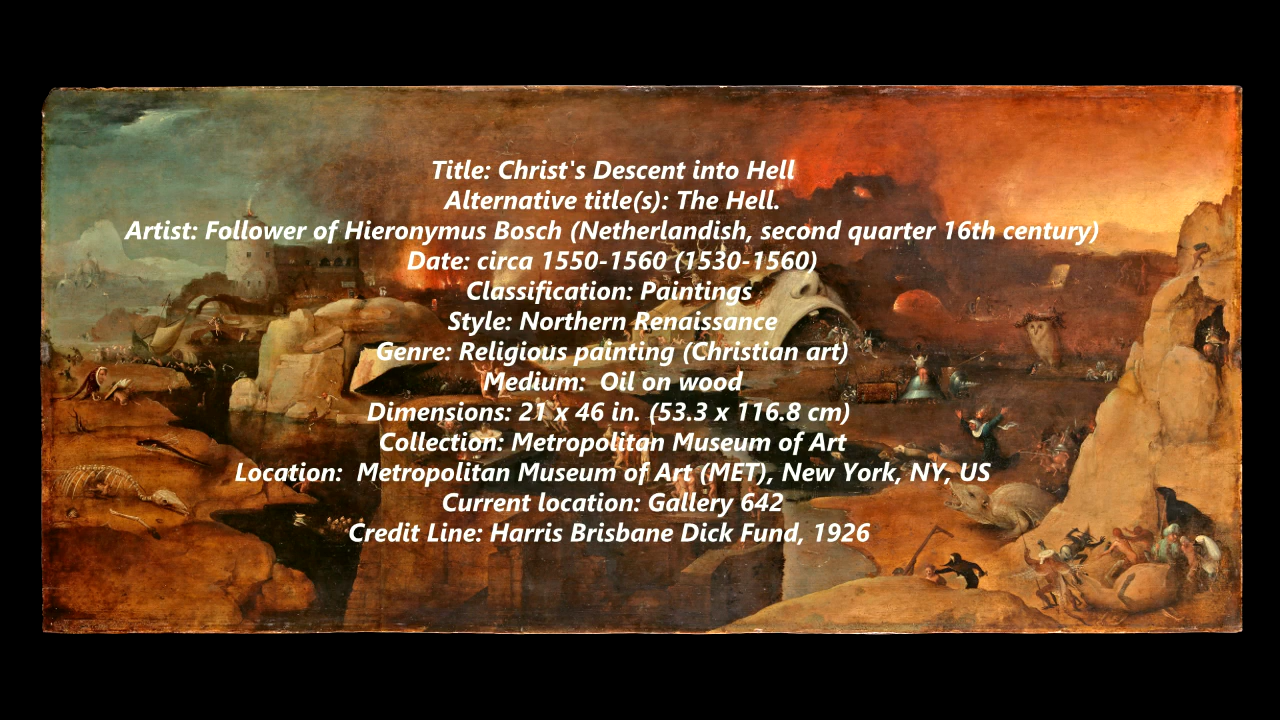 Title: Christ's Descent into Hell
Alternative title(s): The Hell.
Artist: Follower of Hieronymus Bosch (Netherlandish, second quarter 16th century)
Date: circa 1550-1560 (1530-1560)
Classification: Paintings
Style: Northern Renaissance
Genre: Religious painting (Christian art)
Medium:  Oil on wood
Dimensions: 21 x 46 in. (53.3 x 116.8 cm)
Collection: Metropolitan Museum of Art
Location:  Metropolitan Museum of Art (MET), New York, NY, US
Current location: Gallery 642
Credit Line: Harris Brisbane Dick Fund, 1926